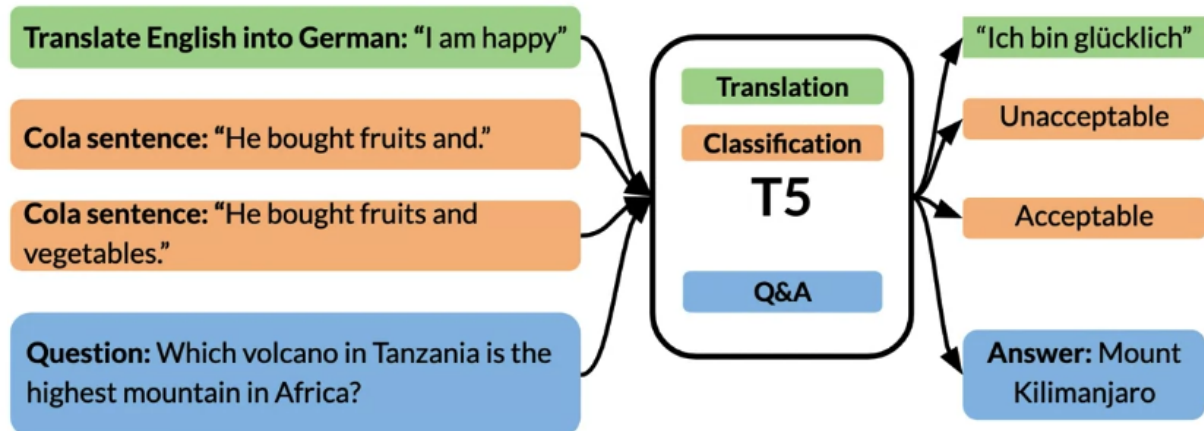 Translate English into German: “I am happy”
Cola sentence: “He bought fruits and.”
Cola sentence: “He bought fruits and
vegetables.”
Question: Which volcano in Tanzania is the
highest mountain in Africa?
Translation
Classification
T5
Q&A
“Ich bin glücklich”
Unacceptable
Acceptable
Answer: Mount
Kilimanjaro